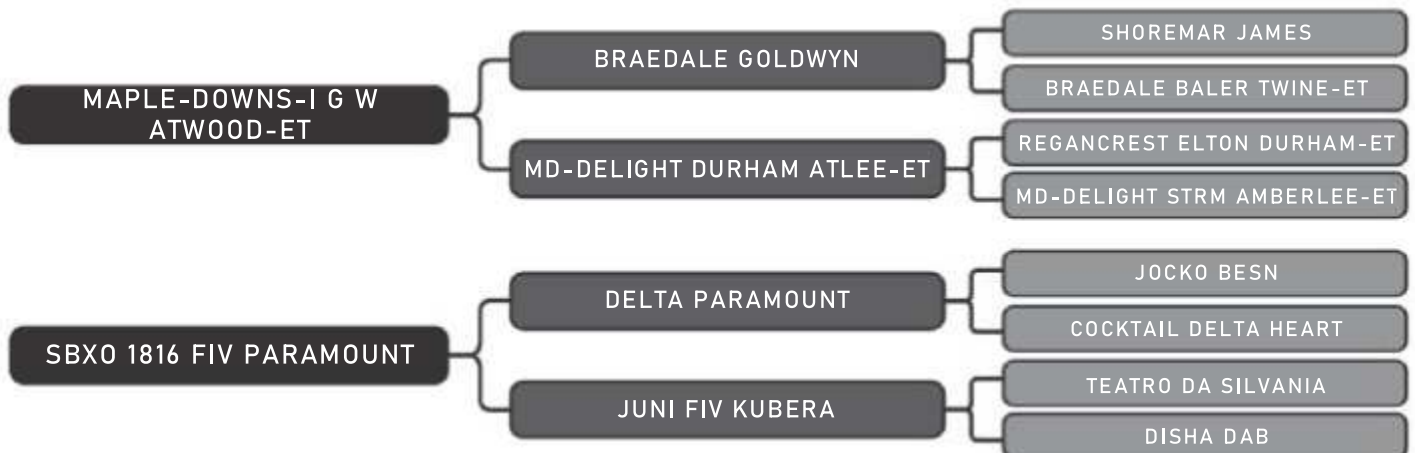 SHOREMAR JAMES
BRAEDALE GOLDWYN
BRAEDALE BALER TWINE-ET
MAPLE-DOWNS-I G W
ATWOOD-ET
REGANCREST ELTON DURHAM-ET
MD-DELIGHT DURHAM ATLEE-ET
MD-DELIGHT STRM AMBERLEE-ET
JOCKO BESN
DELTA PARAMOUNT
COCKTAIL DELTA HEART
SBXO 1816 FIV PARAMOUNT
TEATRO DA SILVANIA
JUNI FIV KUBERA
DISHA DAB